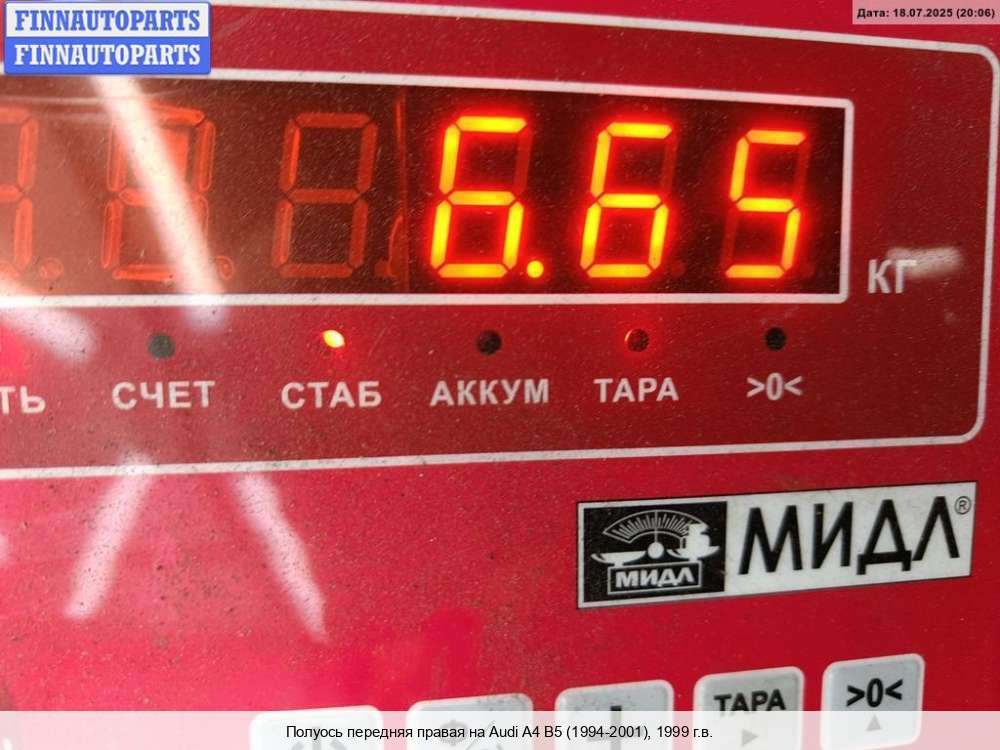 FINNAUTOPARTS
FINNAUTOPARTS
Дата: 18.07.2025 (20:06)
6.65
КГ
ТЬ СЧЕТ СТАБ АККУМ ТАРА >0<
МИДЛ МИДЛ®
ТАРА >0<
Полуось передняя правая на Audi A4 B5 (1994-2001), 1999 г.в.